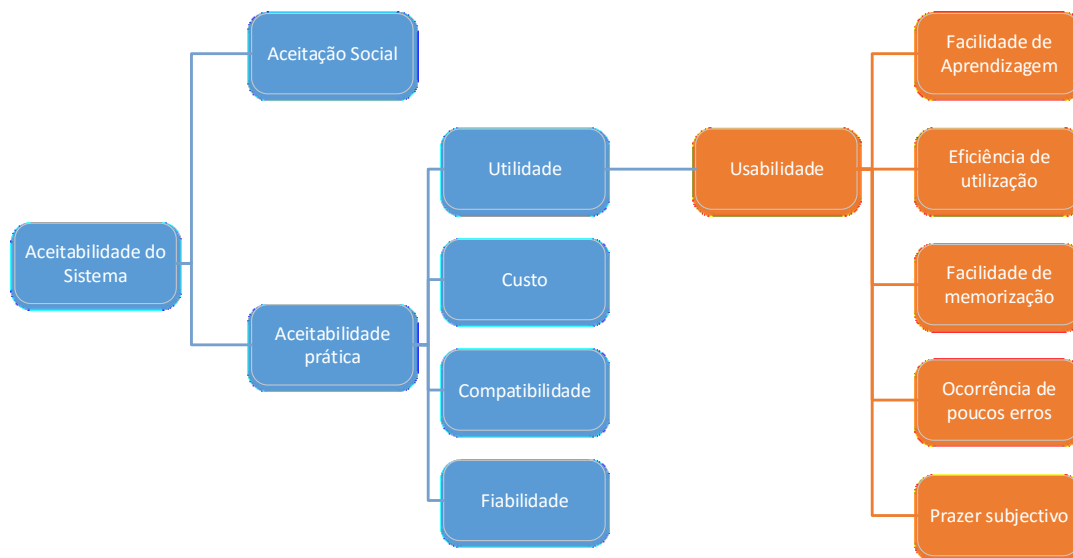 Aceitação Social
Facilidade de
Aprendizagem
Utilidade
Usabilidade
Eficiência de
utilização
Aceitabilidade do
Sistema
Custo
Facilidade de
memorização
Aceitabilidade
prática
Compatibilidade
Ocorrência de
poucos erros
Fiabilidade
Prazer subjectivo